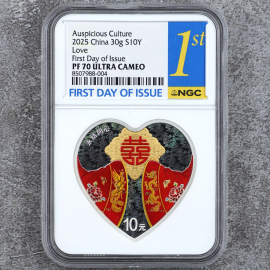 Auspicious Culture
2025 China 30g S10Y
Love
First Day of Issue
PF 70 ULTRA CAMEO
8507988-004
1st
FIRST DAY OF ISSUE
NGC
囍
10元